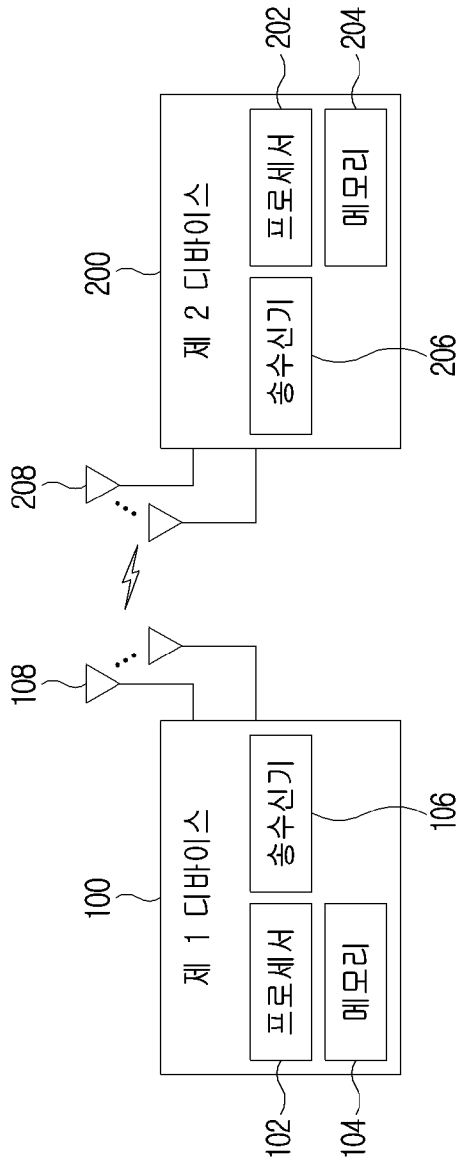 100
제 1 디바이스
108
102
프로세서
송수신기
106
104
메모리
208
200
제 2 디바이스
206
송수신기
프로세서
202
메모리
204